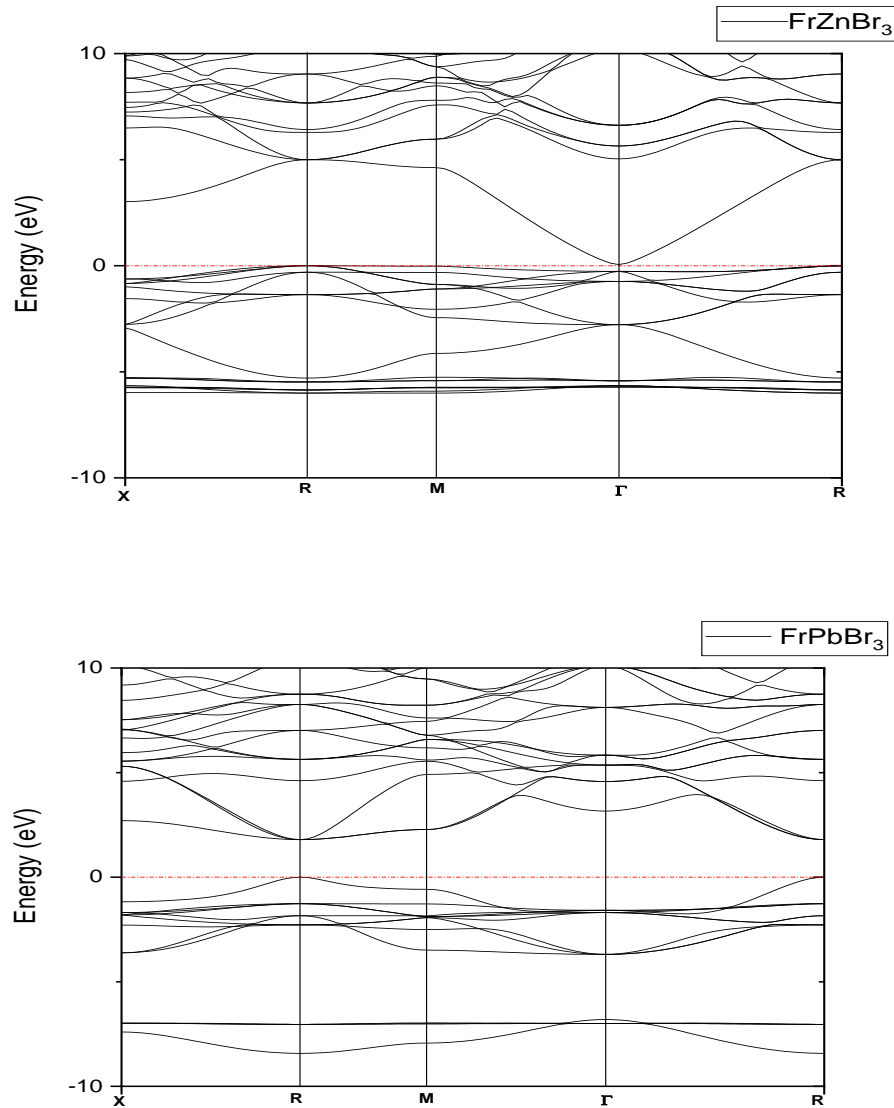 FrZnBr₃
10
Energy (eV)
0
-10
X R M Γ R
FrPbBr₃
10
Energy (eV)
0
-10
X R M Γ R